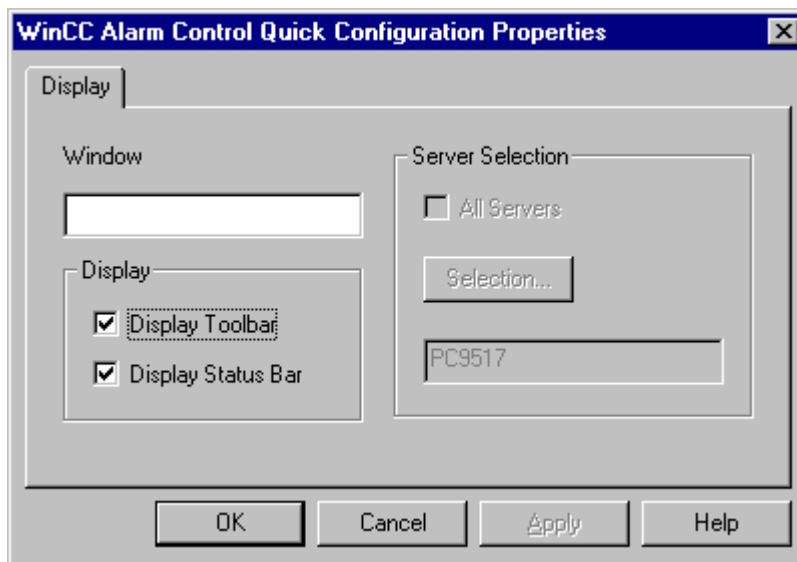 WinCC Alarm Control Quick Configuration Properties
Display
Window
Server Selection
All Servers
Display
Selection...
Display Toolbar
PC9517
Display Status Bar
OK Cancel Apply Help